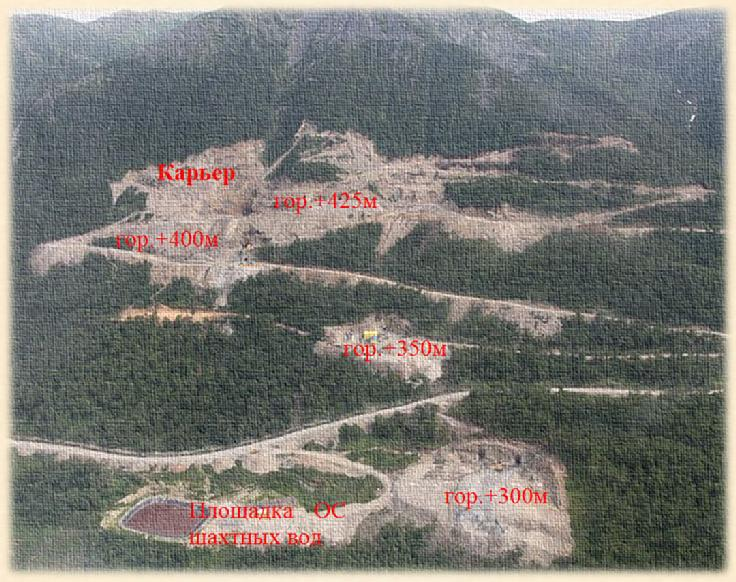 Карьер
гор.+425м
гор.+400м
гор.+350м
гор.+300м
Площадка ОС
шахтных вод